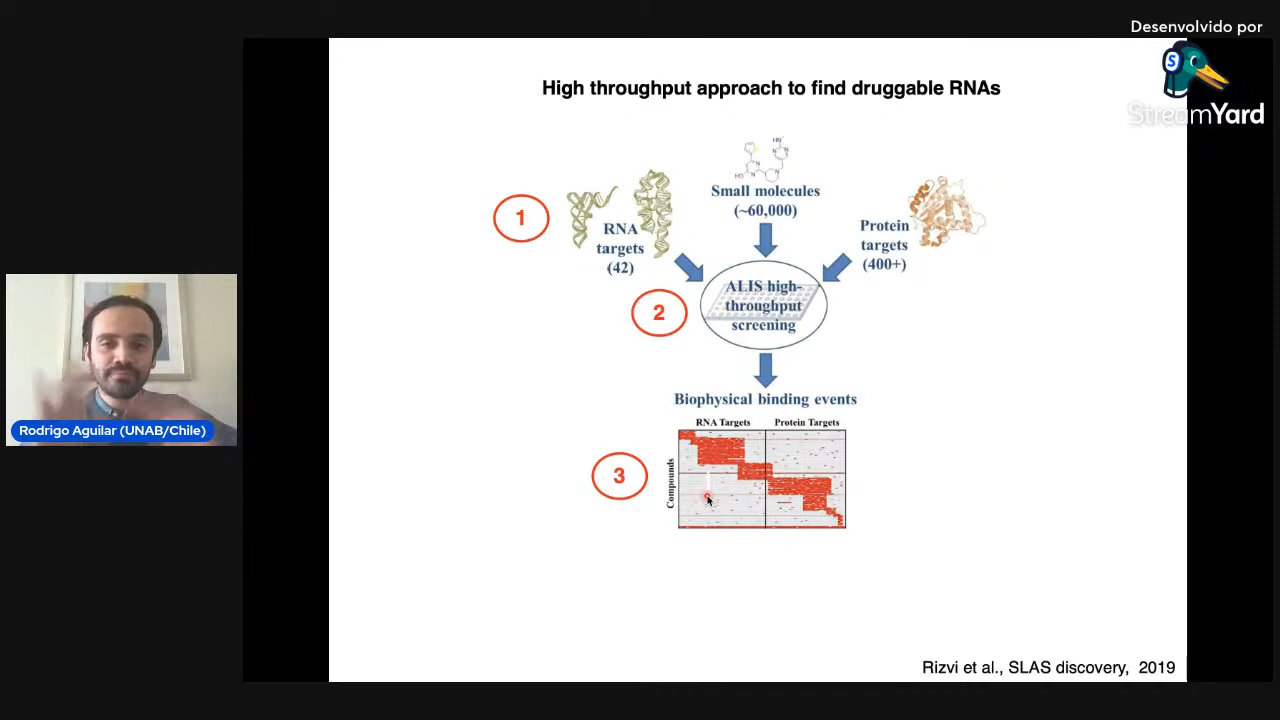 Desenvolvido por
StreamYard
High throughput approach to find druggable RNAs
HN
N
N
N
N
N
HO
Small molecules
(~60,000)
1
RNA
targets
(42)
Protein
targets
(400+)
2
ALIS high-
throughput
screening
Biophysical binding events
RNA Targets
Protein Targets
3
Compounds
Rodrigo Aguilar (UNAB/Chile)
Rizvi et al., SLAS discovery, 2019